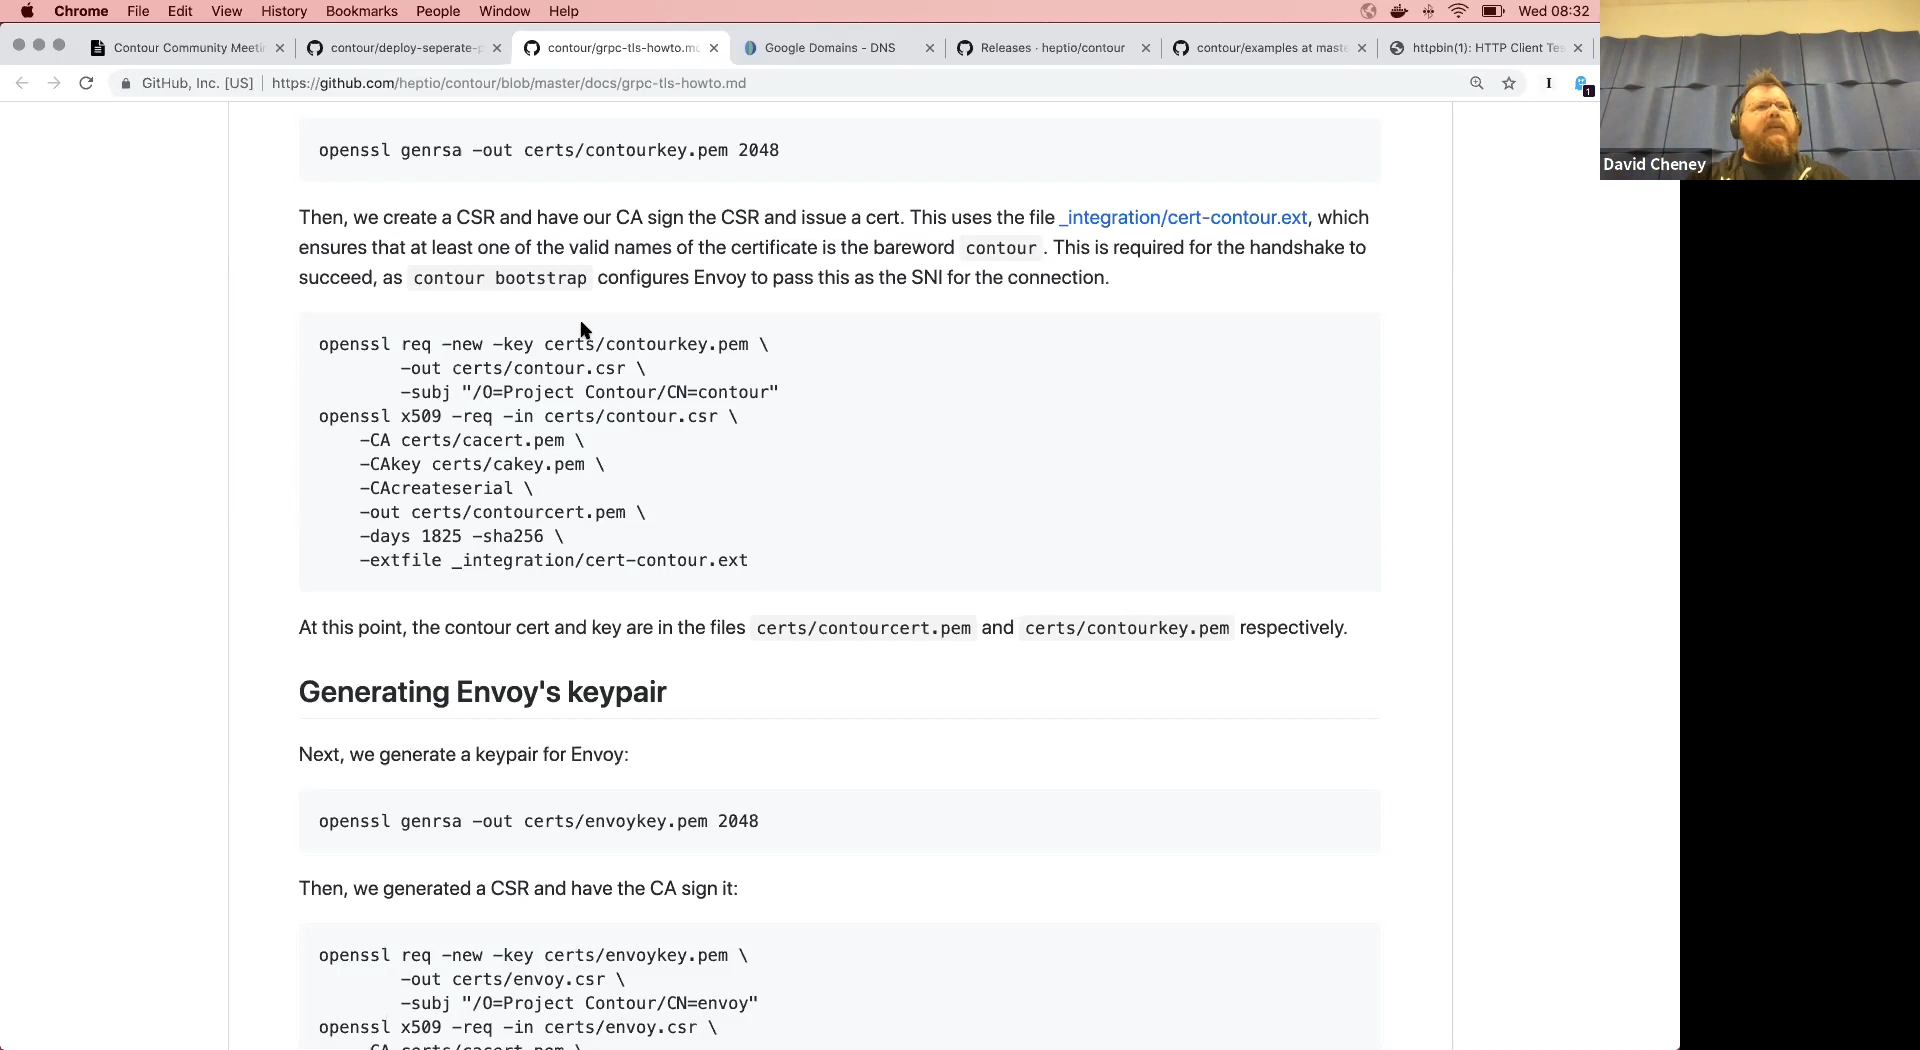 Chrome File Edit View History Bookmarks People Window Help Wed 08:32
Contour Community Meeti contour/deploy-seperate-p contour/grpc-tls-howto.md Google Domains - DNS Releases · heptio/contour contour/examples at maste httpbin(1): HTTP Client Tes
GitHub, Inc. [US] https://github.com/heptio/contour/blob/master/docs/grpc-tls-howto.md 1
David Cheney
openssl genrsa -out certs/contourkey.pem 2048
Then, we create a CSR and have our CA sign the CSR and issue a cert. This uses the file _integration/cert-contour.ext, which
ensures that at least one of the valid names of the certificate is the bareword contour. This is required for the handshake to
succeed, as contour bootstrap configures Envoy to pass this as the SNI for the connection.
openssl req -new -key certs/contourkey.pem \
-out certs/contour.csr \
-subj "/O=Project Contour/CN=contour"
openssl x509 -req -in certs/contour.csr \
-CA certs/cacert.pem \
-CAkey certs/cakey.pem \
-CAcreateserial \
-out certs/contourcert.pem \
-days 1825 -sha256 \
-extfile _integration/cert-contour.ext
At this point, the contour cert and key are in the files certs/contourcert.pem and certs/contourkey.pem respectively.
Generating Envoy's keypair
Next, we generate a keypair for Envoy:
openssl genrsa -out certs/envoykey.pem 2048
Then, we generated a CSR and have the CA sign it:
openssl req -new -key certs/envoykey.pem \
-out certs/envoy.csr \
-subj "/O=Project Contour/CN=envoy"
openssl x509 -req -in certs/envoy.csr \
-CA certs/cacert.pem \